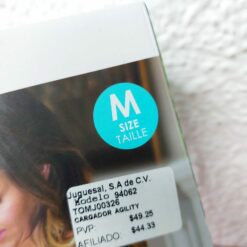 M
SIZE
TAILLE
Juguesal, S.A de C.V.
Modelo 94062
TOMJ00326
CARGADOR AGILITY
PVP $49.25
AFILIADO: $44.33